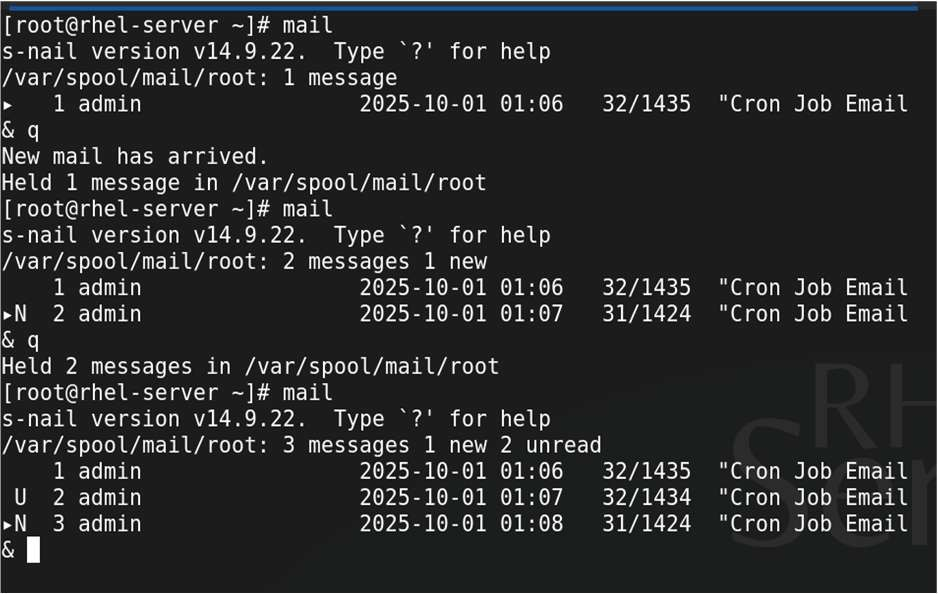 [root@rhel-server ~]# mail
s-nail version v14.9.22.  Type `?' for help
/var/spool/mail/root: 1 message
▸   1 admin                 2025-10-01 01:06   32/1435  "Cron Job Email
& q
New mail has arrived.
Held 1 message in /var/spool/mail/root
[root@rhel-server ~]# mail
s-nail version v14.9.22.  Type `?' for help
/var/spool/mail/root: 2 messages 1 new
    1 admin                 2025-10-01 01:06   32/1435  "Cron Job Email
▸N  2 admin                 2025-10-01 01:07   31/1424  "Cron Job Email
& q
Held 2 messages in /var/spool/mail/root
[root@rhel-server ~]# mail
s-nail version v14.9.22.  Type `?' for help
/var/spool/mail/root: 3 messages 1 new 2 unread
    1 admin                 2025-10-01 01:06   32/1435  "Cron Job Email
 U  2 admin                 2025-10-01 01:07   32/1434  "Cron Job Email
▸N  3 admin                 2025-10-01 01:08   31/1424  "Cron Job Email
&
RH
Ser